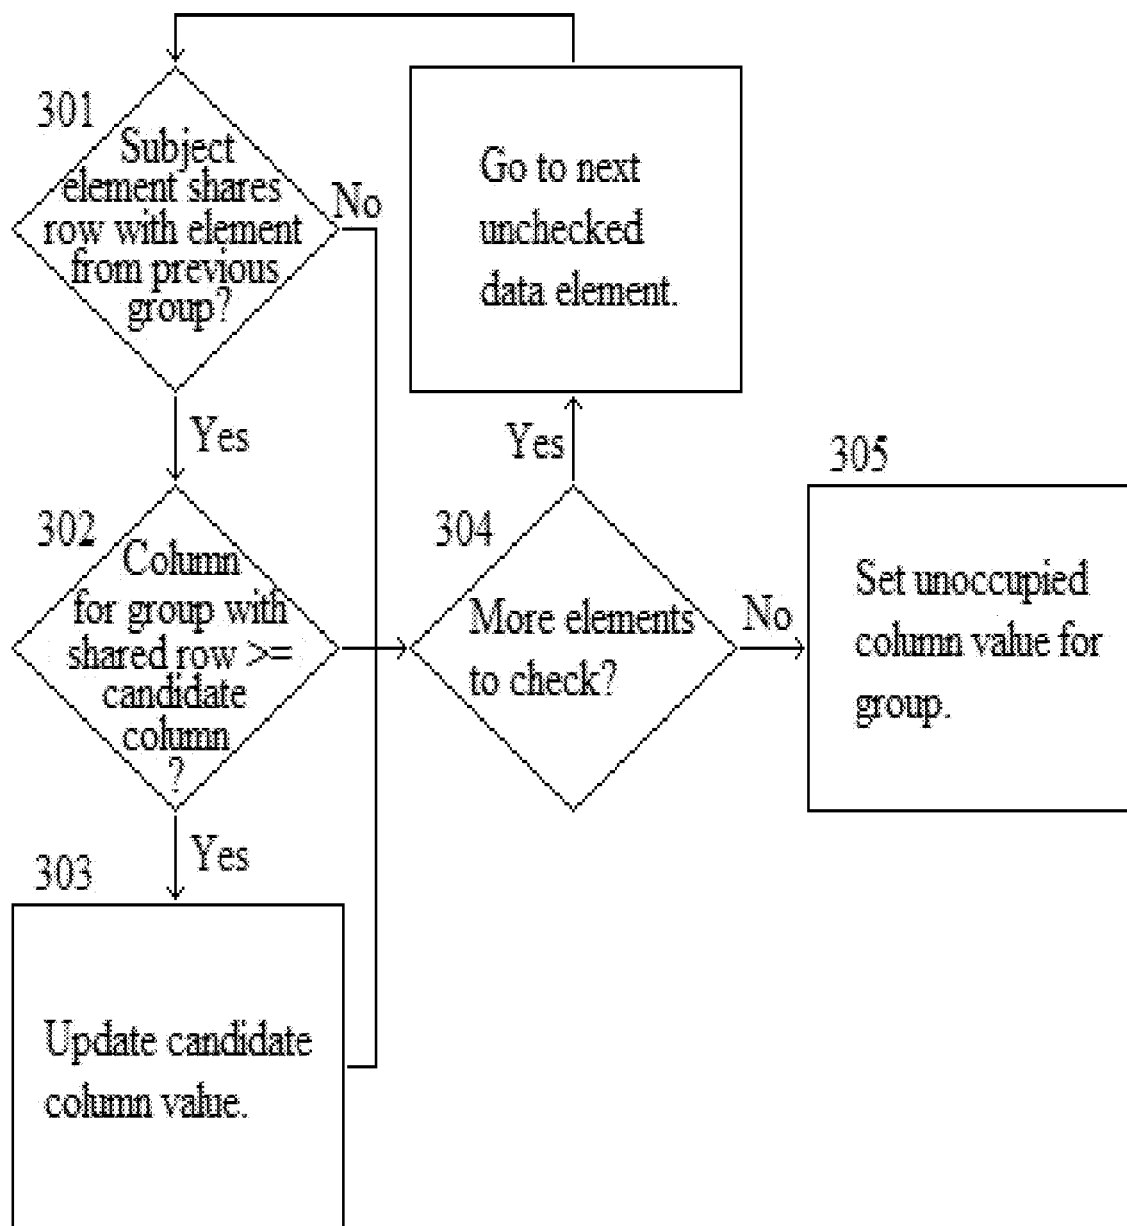 301
Subject
element shares
row with element
from previous
group?
No
Go to next
unchecked
data element.
Yes
Yes
302
Column
for group with
shared row >=
candidate
column
?
304
More elements
to check?
No
305
Set unoccupied
column value for
group.
Yes
303
Update candidate
column value.